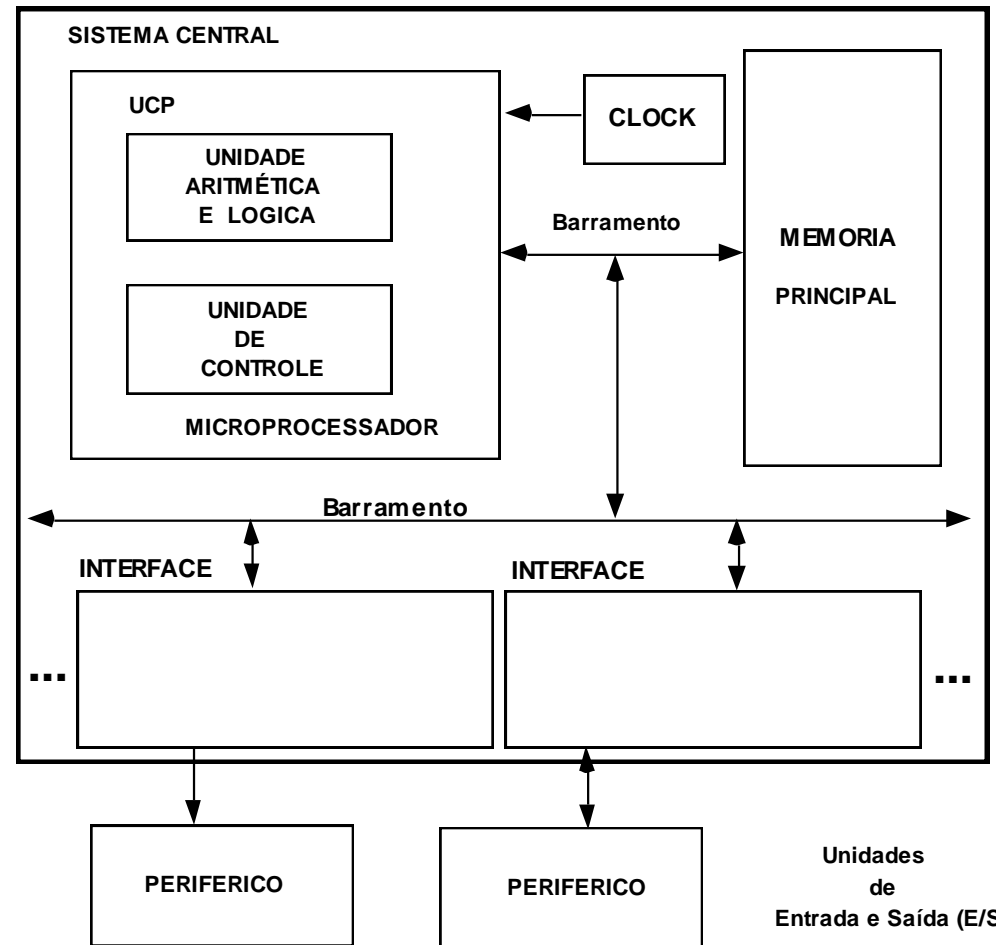 SISTEMA CENTRAL
UCP
UNIDADE
ARITMÉTICA
E LOGICA
UNIDADE
DE
CONTROLE
MICROPROCESSADOR
CLOCK
Barramento
MEMORIA
PRINCIPAL
Barramento
INTERFACE
INTERFACE
...
...
PERIFERICO
PERIFERICO
Unidades
de
Entrada e Saída (E/S